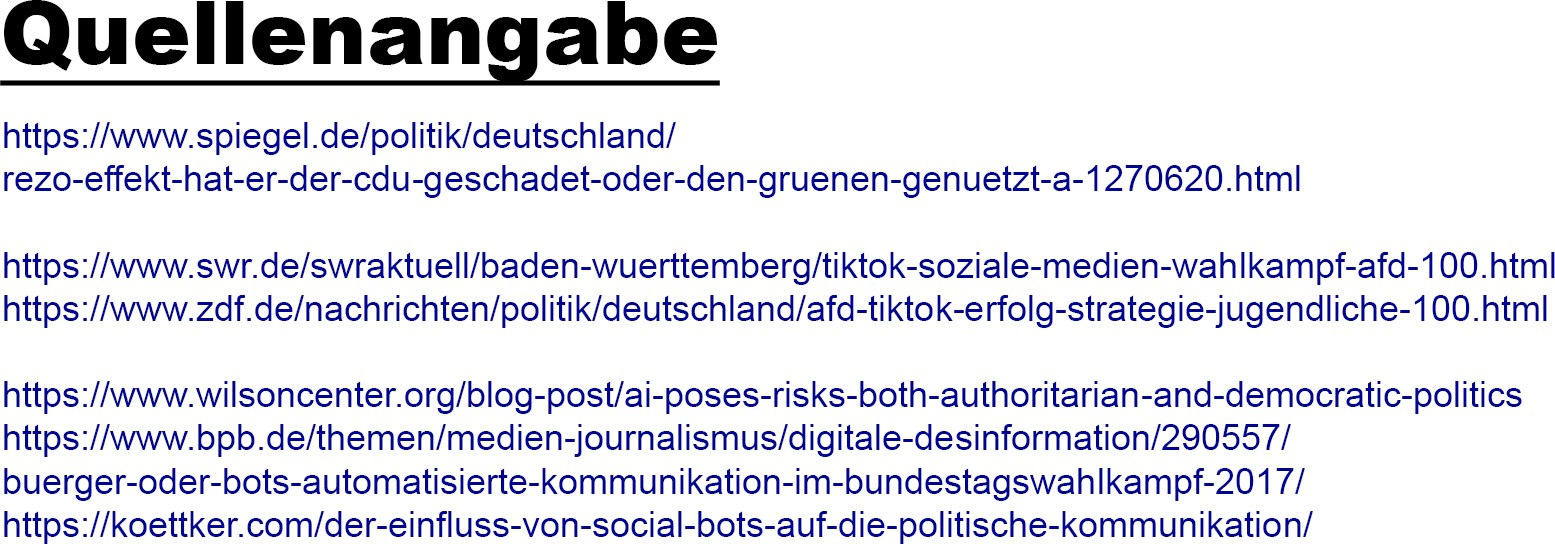 Quellenangabe
https://www.spiegel.de/politik/deutschland/
rezo-effekt-hat-er-der-cdu-geschadet-oder-den-gruenen-genuetzt-a-1270620.html
https://www.swr.de/swraktuell/baden-wuerttemberg/tiktok-soziale-medien-wahlkampf-afd-100.html
https://www.zdf.de/nachrichten/politik/deutschland/afd-tiktok-erfolg-strategie-jugendliche-100.html
https://www.wilsoncenter.org/blog-post/ai-poses-risks-both-authoritarian-and-democratic-politics
https://www.bpb.de/themen/medien-journalismus/digitale-desinformation/290557/
buerger-oder-bots-automatisierte-kommunikation-im-bundestagswahlkampf-2017/
https://koettker.com/der-einfluss-von-social-bots-auf-die-politische-kommunikation/